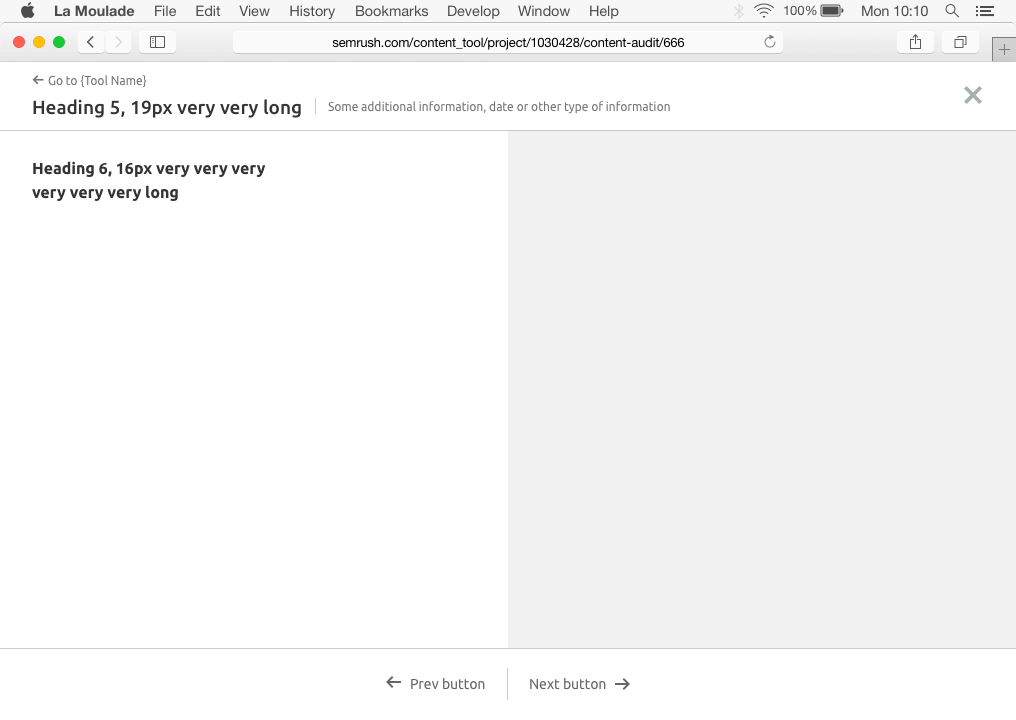 La Moulade File Edit View History Bookmarks Develop Window Help 100% Mon 10:10
semrush.com/content_tool/project/1030428/content-audit/666
Go to {Tool Name}
Heading 5, 19px very very long Some additional information, date or other type of information
Heading 6, 16px very very very
very very very long
Prev button Next button